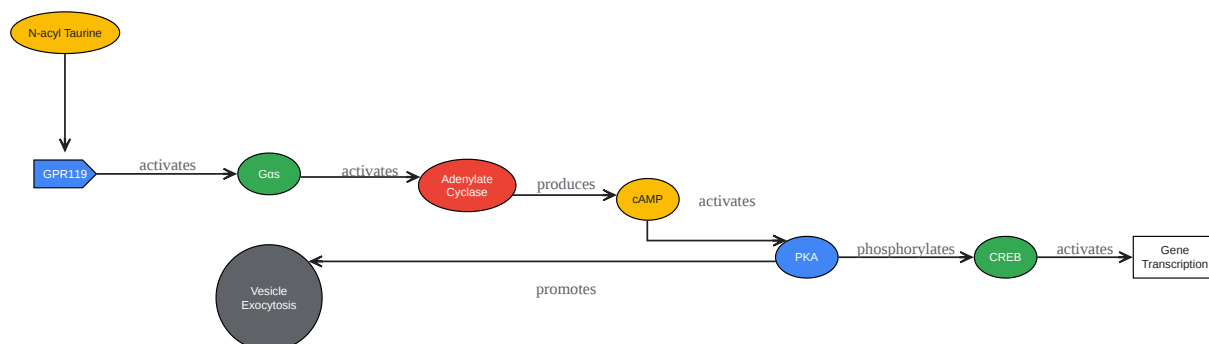 N-acyl Taurine
GPR119
activates
Gαs
activates
Adenylate
Cyclase
produces
cAMP
activates
PKA
phosphorylates
CREB
activates
Gene
Transcription
Vesicle
Exocytosis
promotes